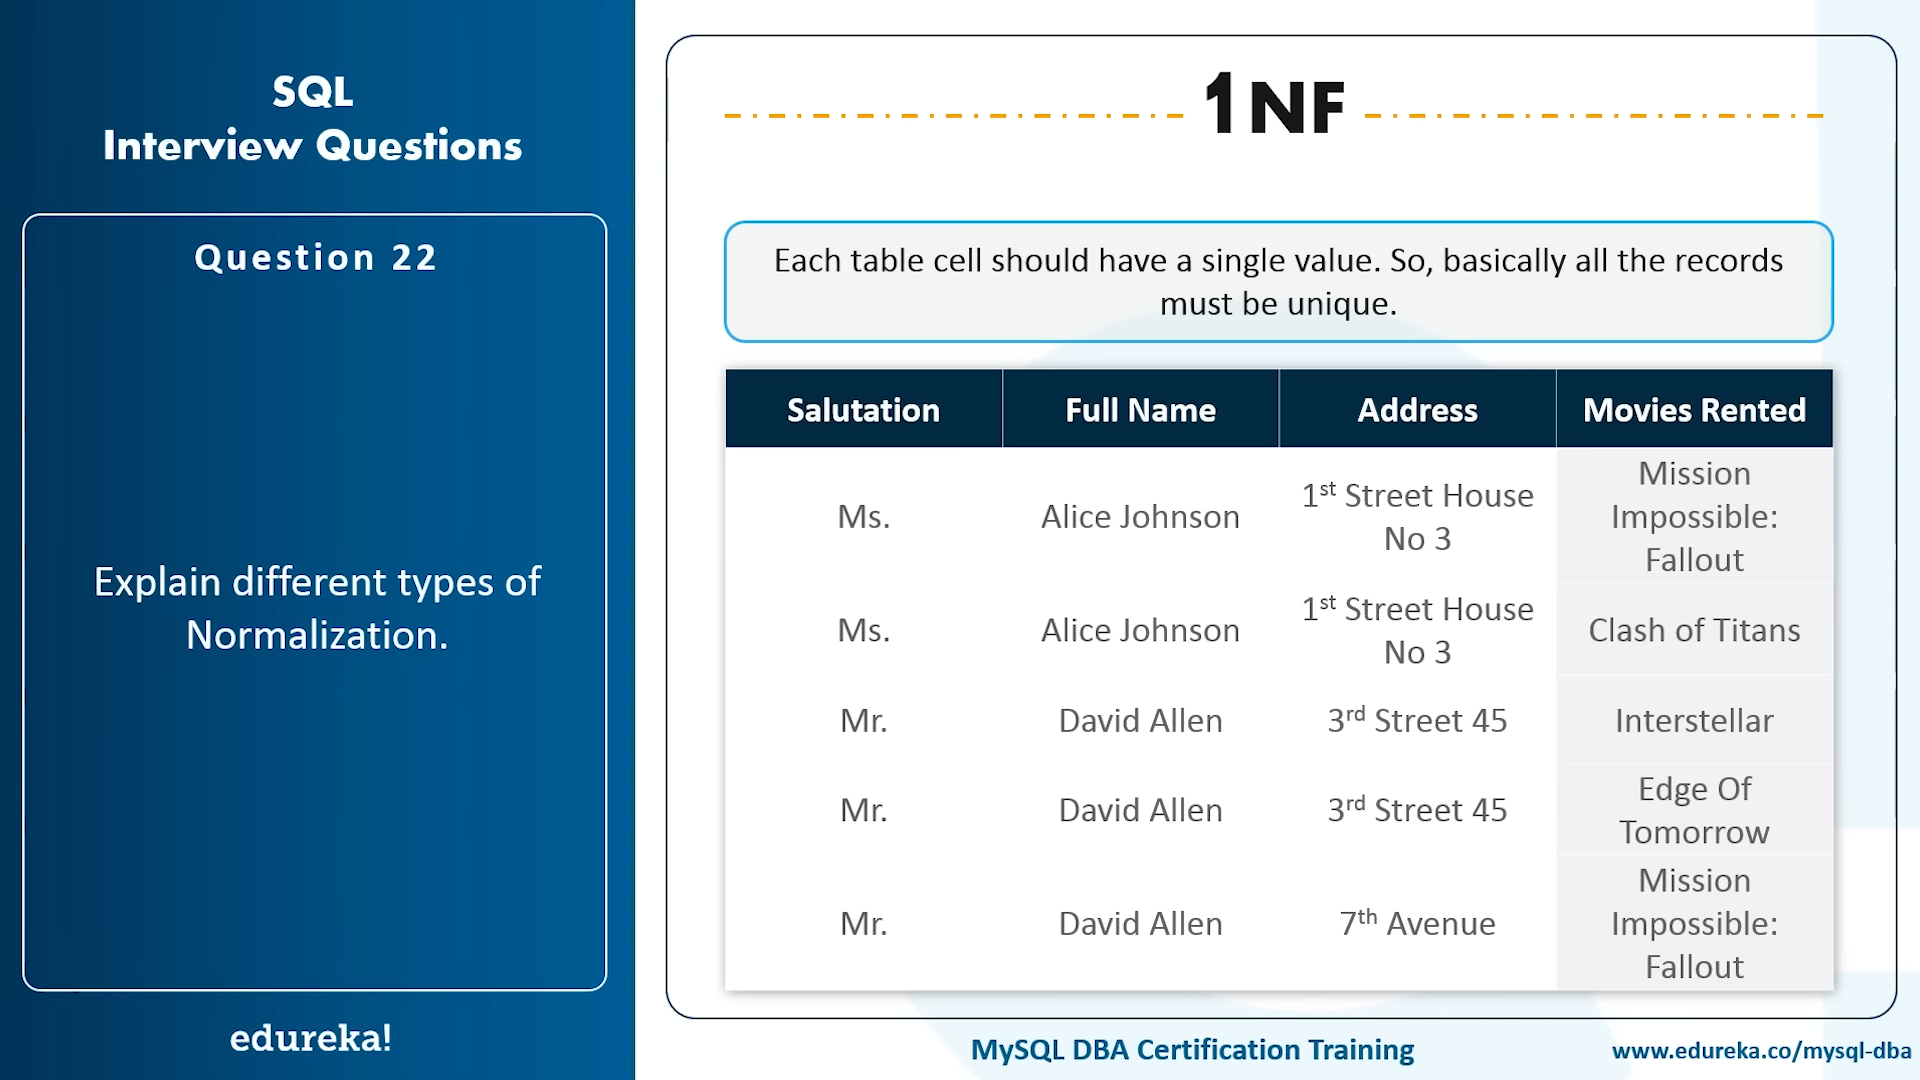 SQL
Interview Questions
Question 22
Explain different types of
Normalization.
edureka!
1NF
Each table cell should have a single value. So, basically all the records
must be unique.
Salutation Full Name Address Movies Rented
Ms. Alice Johnson 1st Street House No 3 Mission Impossible: Fallout
Ms. Alice Johnson 1st Street House No 3 Clash of Titans
Mr. David Allen 3rd Street 45 Interstellar
Mr. David Allen 3rd Street 45 Edge Of Tomorrow
Mr. David Allen 7th Avenue Mission Impossible: Fallout
MySQL DBA Certification Training
www.edureka.co/mysql-dba